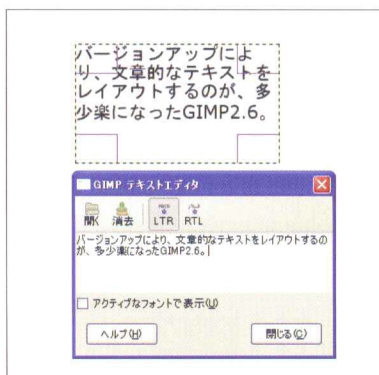 バージョンアップによ
り、文章的なテキストを
レイアウトするのが、多
少楽になったGIMP2.6。
GIMP テキストエディタ
開く 消去 LTR RTL
バージョンアップにより、文章的なテキストをレイアウトするの
が、多少楽になったGIMP2.6。
アクティブなフォントで表示(U)
ヘルプ(H) 閉じる(C)